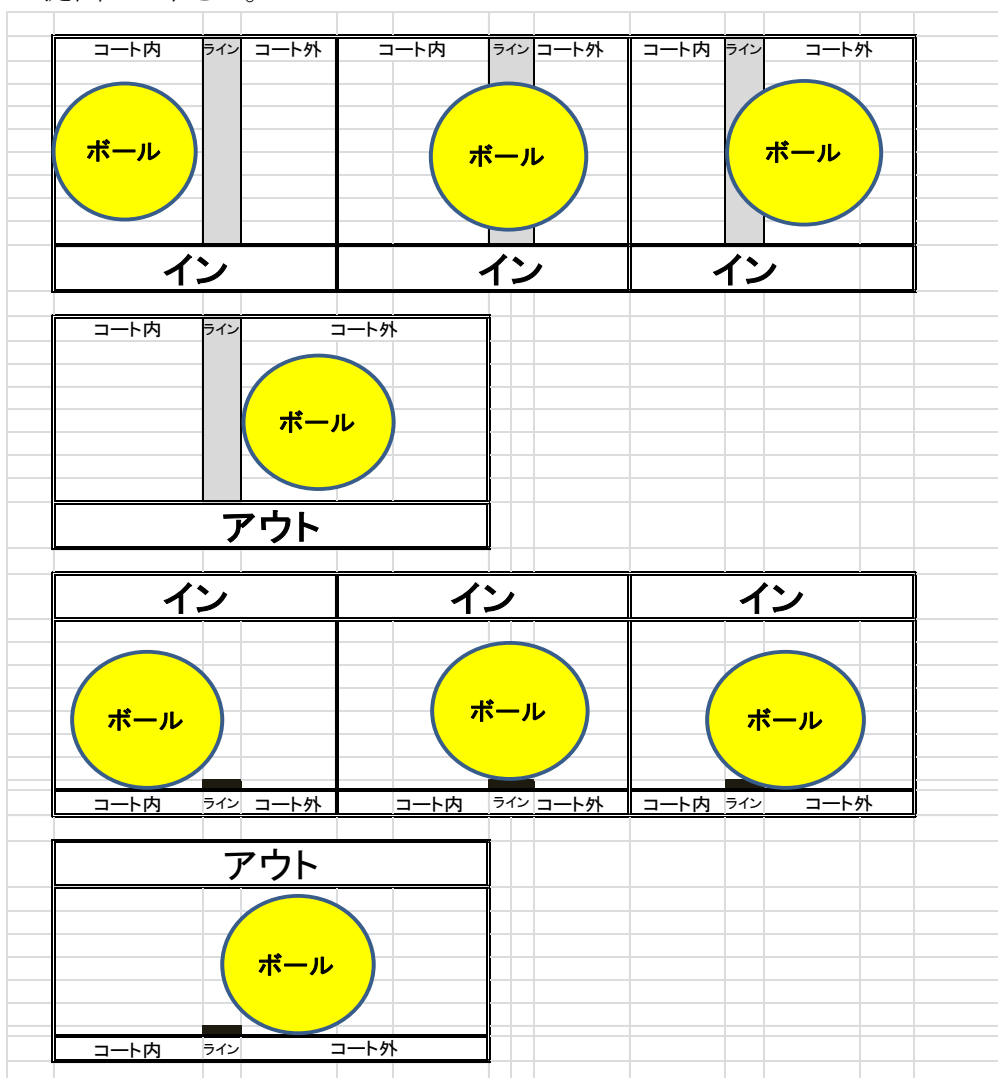 コート内 ライン コート外 コート内 ライン コート外 コート内 ライン コート外
ボール ボール ボール
イン イン イン
コート内 ライン コート外
ボール
アウト
イン イン イン
ボール ボール ボール
コート内 ライン コート外 コート内 ライン コート外 コート内 ライン コート外
アウト
ボール
コート内 ライン コート外